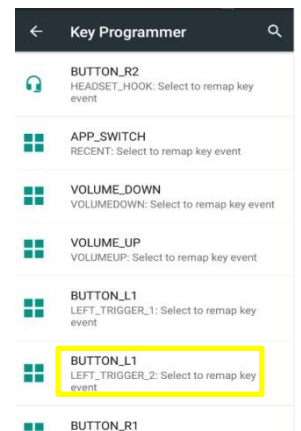 Key Programmer
BUTTON_R2
HEADSET_HOOK: Select to remap key
event
APP_SWITCH
RECENT: Select to remap key event
VOLUME_DOWN
VOLUMEDOWN: Select to remap key event
VOLUME_UP
VOLUMEUP: Select to remap key event
BUTTON_L1
LEFT_TRIGGER_1: Select to remap key
event
BUTTON_L1
LEFT_TRIGGER_2: Select to remap key
event
BUTTON_R1